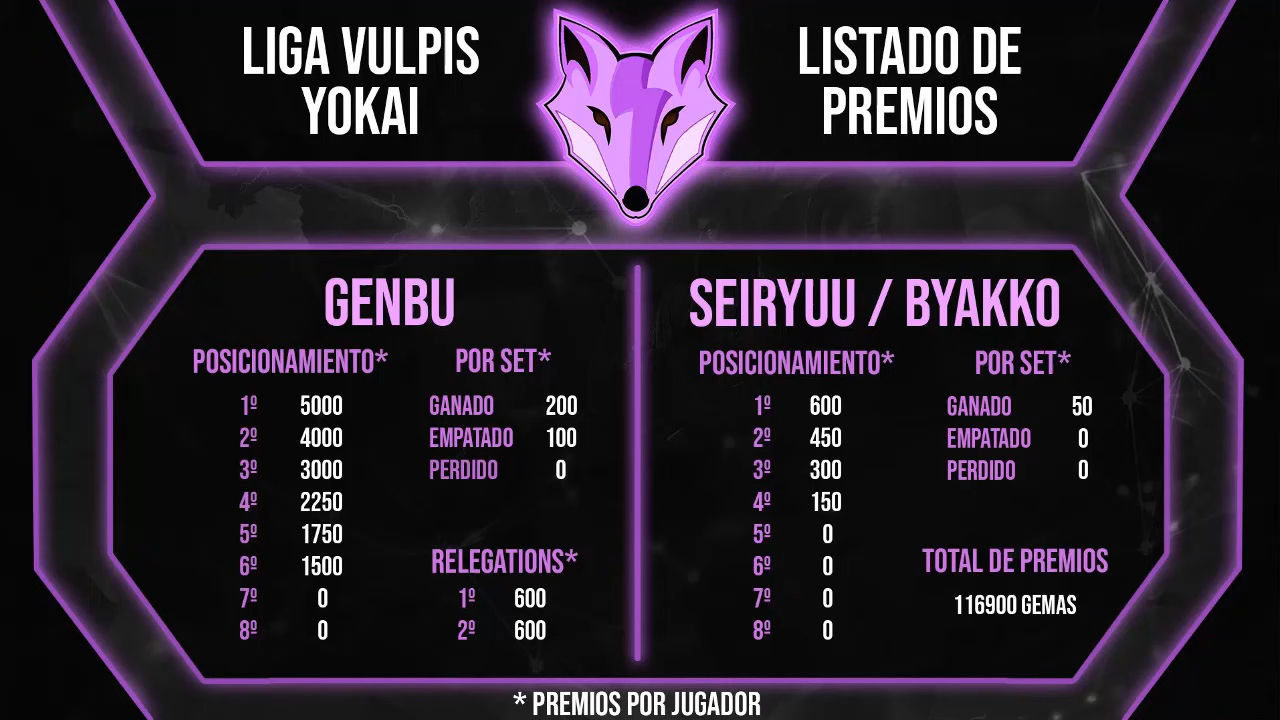 LIGA VULPIS
YOKAI
LISTADO DE
PREMIOS
GENBU
POSICIONAMIENTO*
1º 5000
2º 4000
3º 3000
4º 2250
5º 1750
6º 1500
7º 0
8º 0
POR SET*
GANADO 200
EMPATADO 100
PERDIDO 0
RELEGATIONS*
1º 600
2º 600
SEIRYUU / BYAKKO
POSICIONAMIENTO*
1º 600
2º 450
3º 300
4º 150
5º 0
6º 0
7º 0
8º 0
POR SET*
GANADO 50
EMPATADO 0
PERDIDO 0
TOTAL DE PREMIOS
116900 GEMAS
* PREMIOS POR JUGADOR